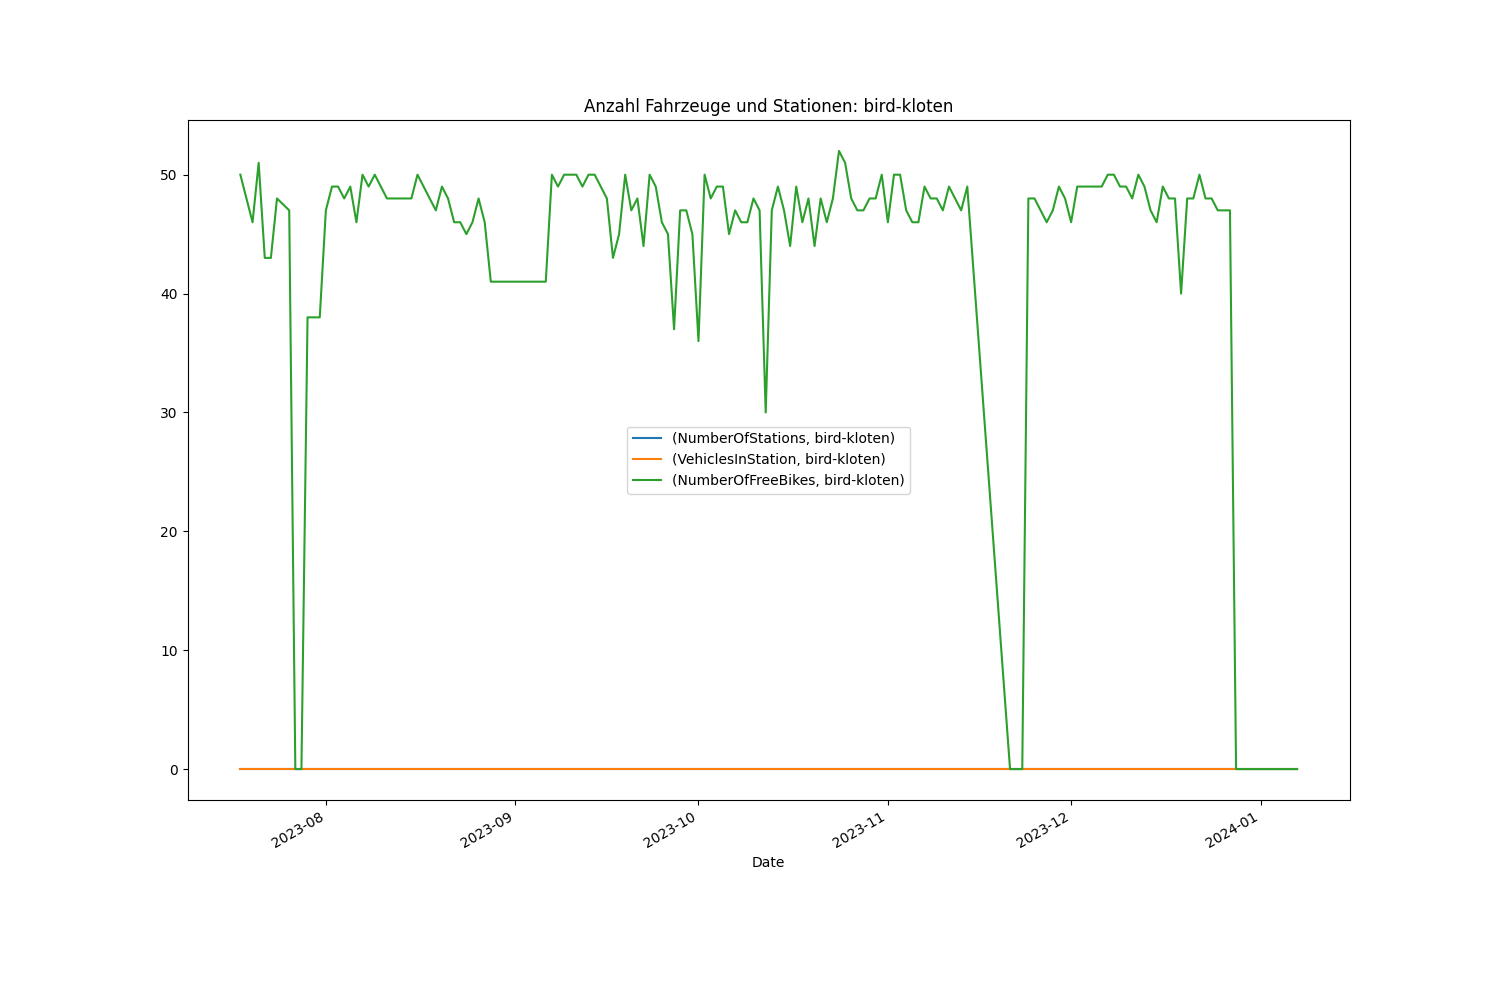 Anzahl Fahrzeuge und Stationen: bird-kloten
50
40
30
20
10
0
(NumberOfStations, bird-kloten)
(VehiclesInStation, bird-kloten)
(NumberOfFreeBikes, bird-kloten)
2023-08
2023-09
2023-10
2023-11
2023-12
2024-01
Date